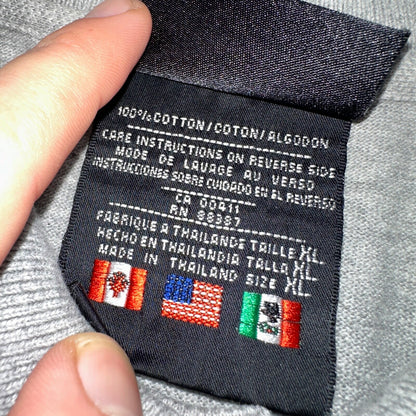 100% COTTON/COTON/ALGODON
CARE INSTRUCTIONS ON REVERSE SIDE
MODE DE LAVAGE AU VERSO
INSTRUCCIONES SOBRE CUIDADO EN EL REVERSO
CA 00411
RN 88387
FABRIQUE A THAILANDE TAILLE XL
HECHO EN THAILANDIA TALLA XL
MADE IN THAILAND SIZE XL